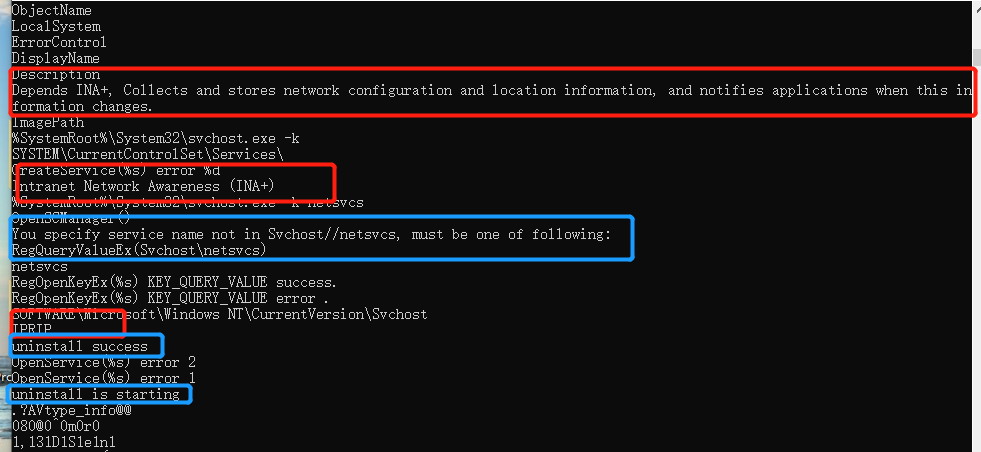 ObjectName
LocalSystem
ErrorControl
DisplayName
Description
Depends INA+, Collects and stores network configuration and location information, and notifies applications when this in
formation changes.
ImagePath
%SystemRoot%\System32\svchost.exe -k
SYSTEM\CurrentControlSet\Services\
CreateService(%s) error %d
Intranet Network Awareness (INA+)
%SystemRoot%\System32\svchost.exe -k netsvcs
OpenSCManager()
You specify service name not in Svchost//netsvcs, must be one of following:
RegQueryValueEx(Svchost\netsvcs)
netsvcs
RegOpenKeyEx(%s) KEY_QUERY_VALUE success.
RegOpenKeyEx(%s) KEY_QUERY_VALUE error .
SOFTWARE\Microsoft\Windows NT\CurrentVersion\Svchost
IPRIP
uninstall success
OpenService(%s) error 2
OpenService(%s) error 1
uninstall is starting
.?AVtype_info@@
080@0^0m0r0
1,131D1S1e1n1